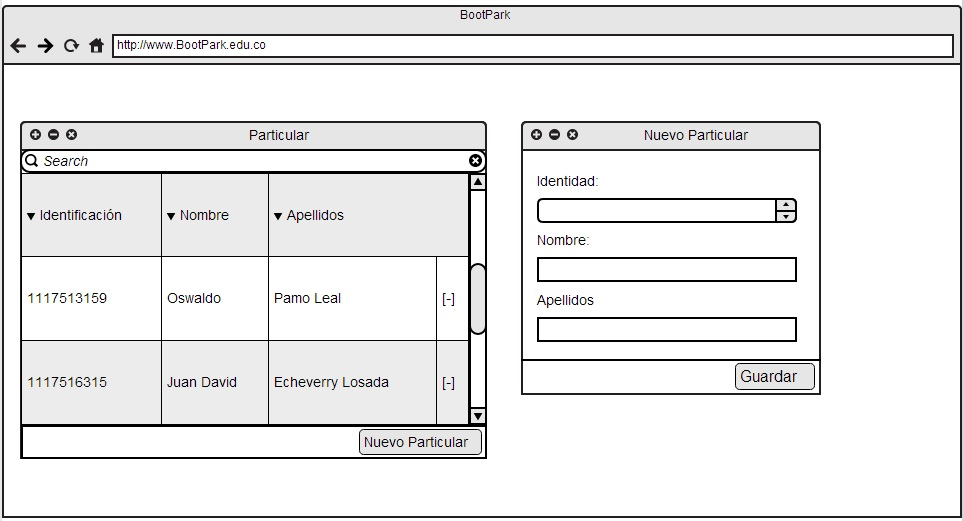 BootPark
http://www.BootPark.edu.co
Particular
Search
Identificación Nombre Apellidos
1117513159 Oswaldo Pamo Leal [-]
1117516315 Juan David Echeverry Losada [-]
Nuevo Particular
Nuevo Particular
Identidad:
Nombre:
Apellidos
Guardar